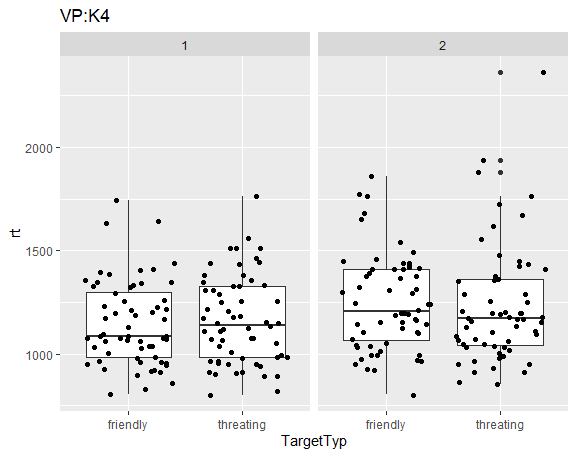 VP:K4
1 2
rt
2000
1500
1000
friendly threating friendly threating
TargetTyp